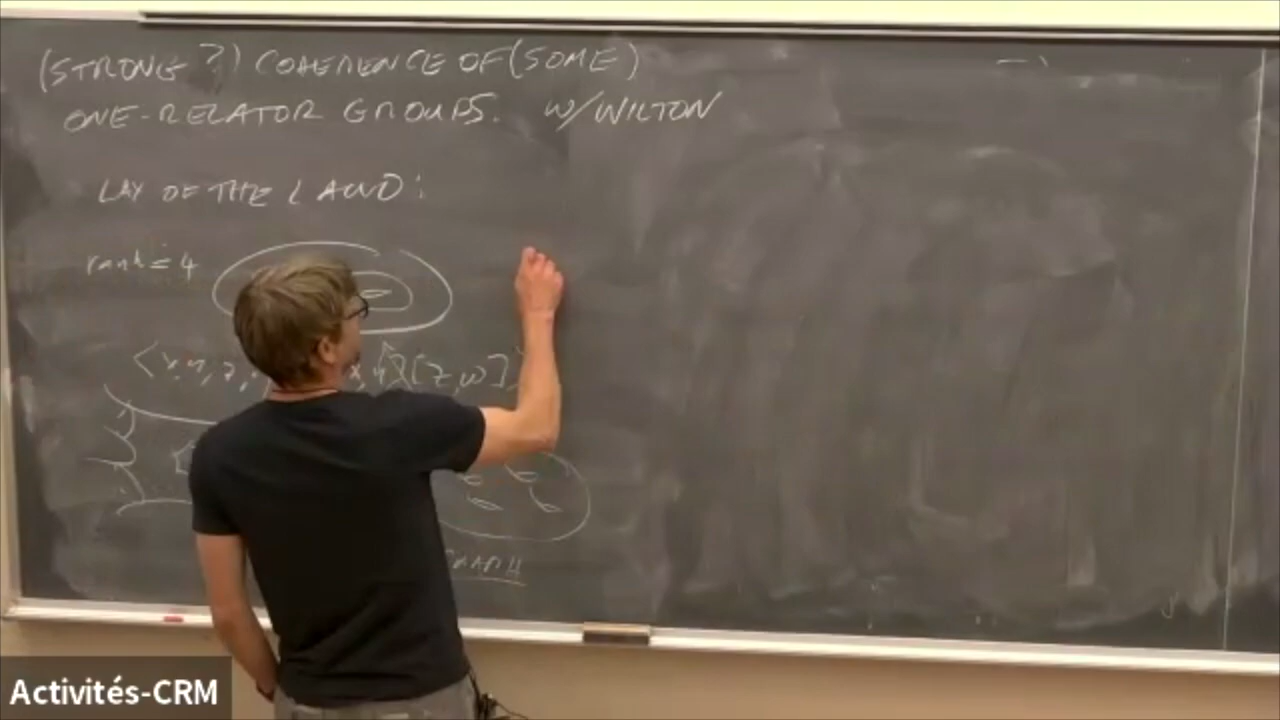 (STRONG ?) COHERENCE OF (SOME)
ONE-RELATOR GROUPS. W/WILTON
LAY OF THE LAND:
rank = 4
[z,w]
Activités-CRM